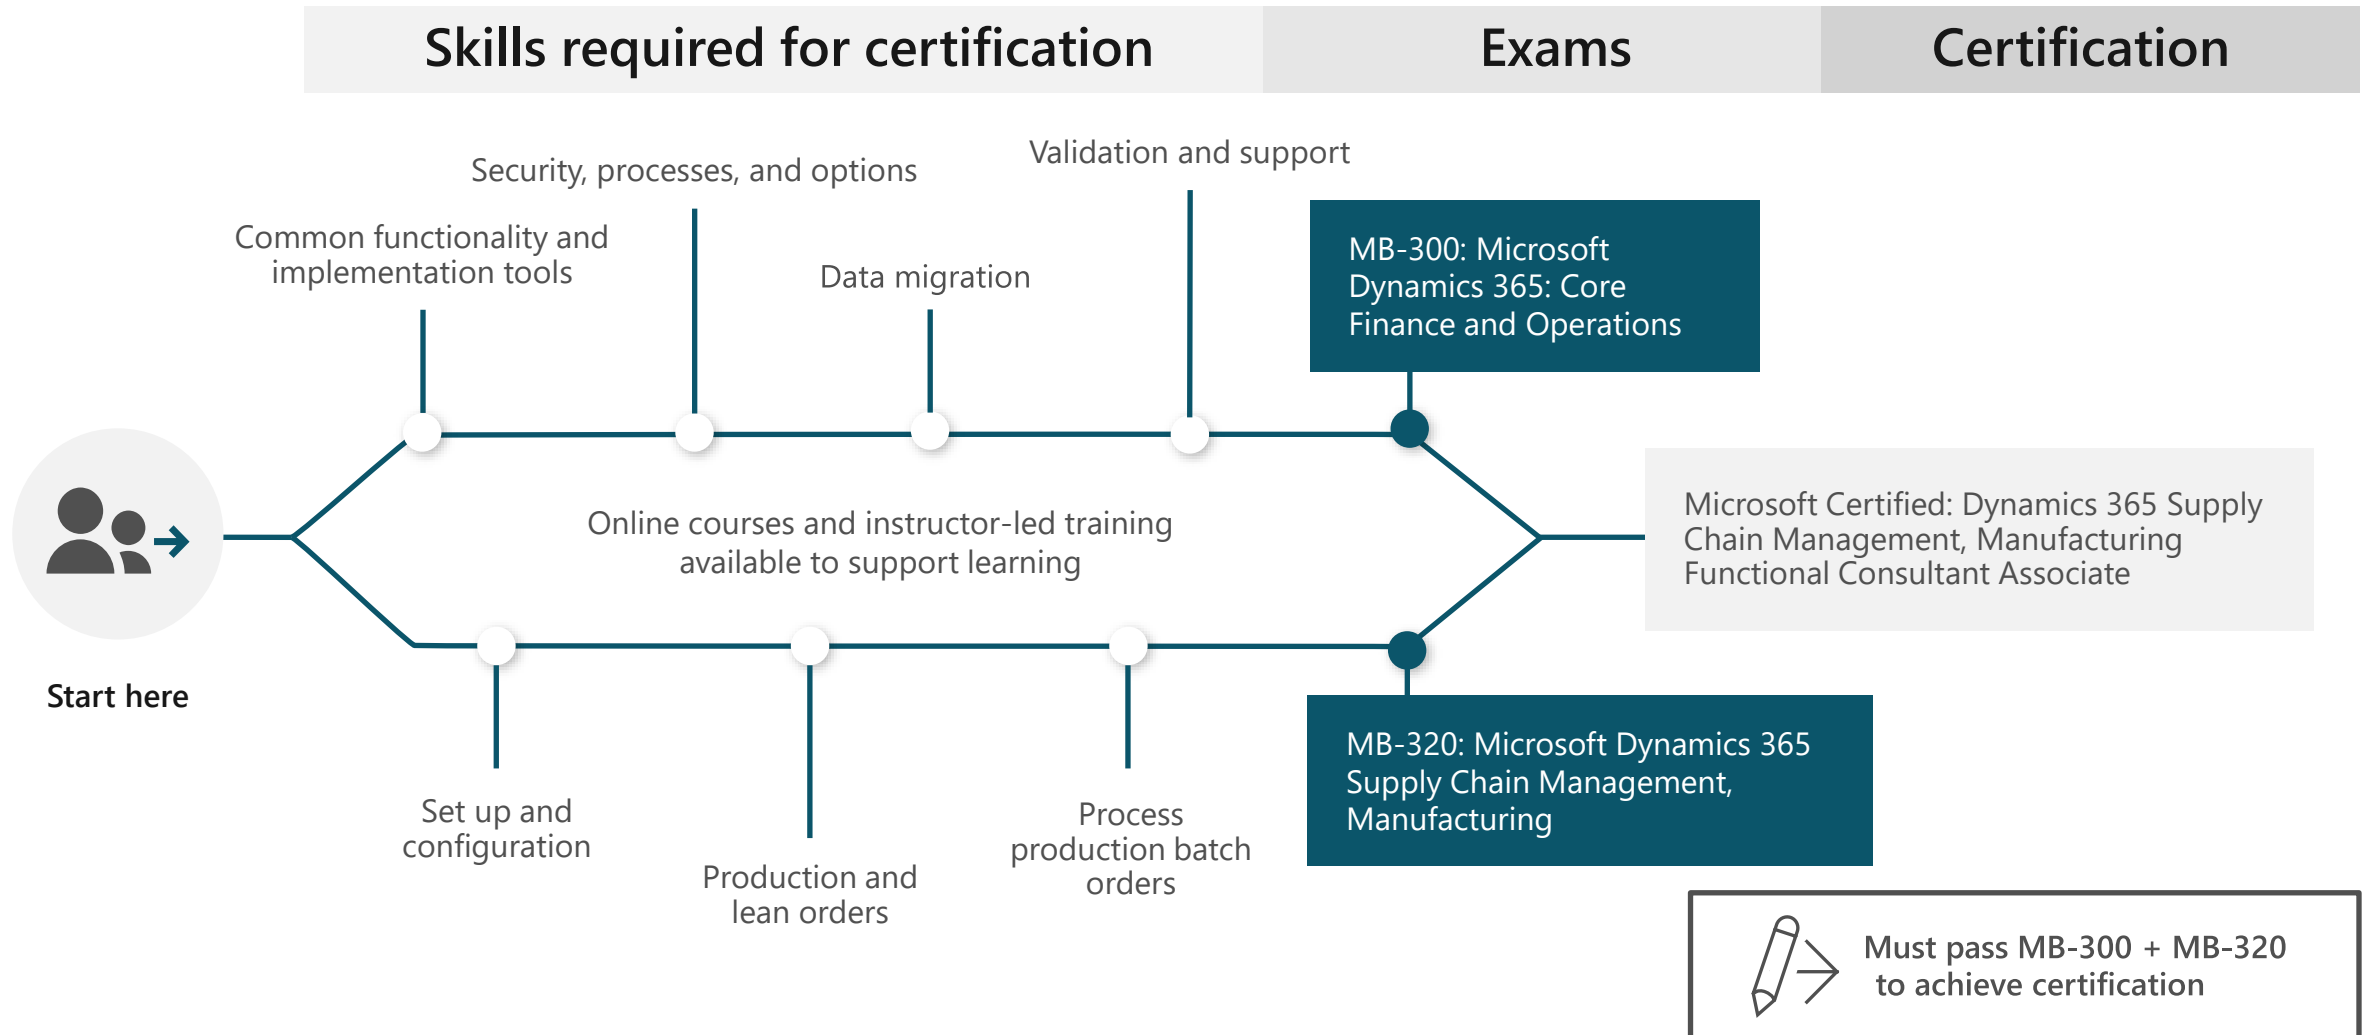 Skills required for certification
Exams
Certification
Security, processes, and options
Validation and support
Common functionality and
implementation tools
Data migration
MB-300: Microsoft
Dynamics 365: Core
Finance and Operations
Online courses and instructor-led training
available to support learning
Microsoft Certified: Dynamics 365 Supply
Chain Management, Manufacturing
Functional Consultant Associate
Start here
Set up and
configuration
Production and
lean orders
Process
production batch
orders
MB-320: Microsoft Dynamics 365
Supply Chain Management,
Manufacturing
Must pass MB-300 + MB-320
to achieve certification